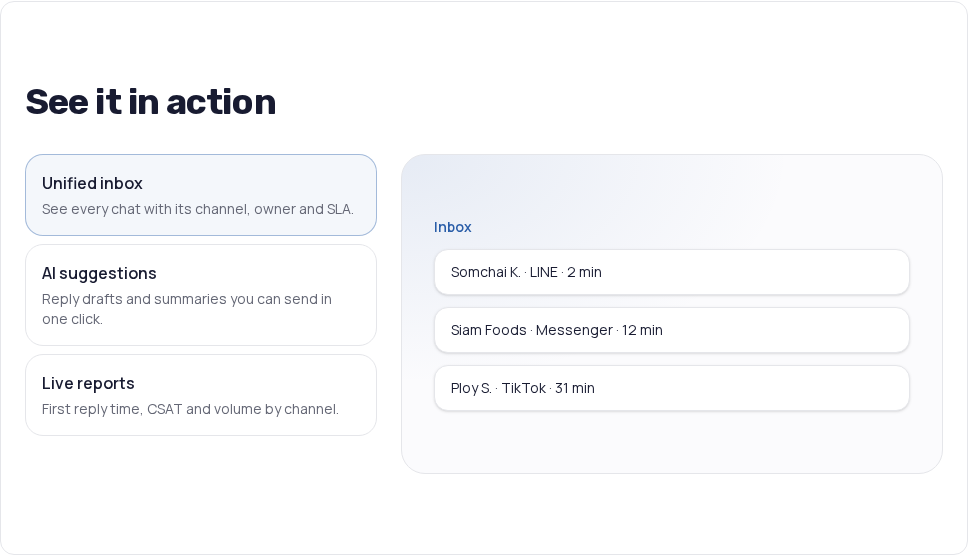 See it in action
Unified inbox
See every chat with its channel, owner and SLA.
AI suggestions
Reply drafts and summaries you can send in
one click.
Live reports
First reply time, CSAT and volume by channel.
Inbox
Somchai K. · LINE · 2 min
Siam Foods · Messenger · 12 min
Ploy S. · TikTok · 31 min